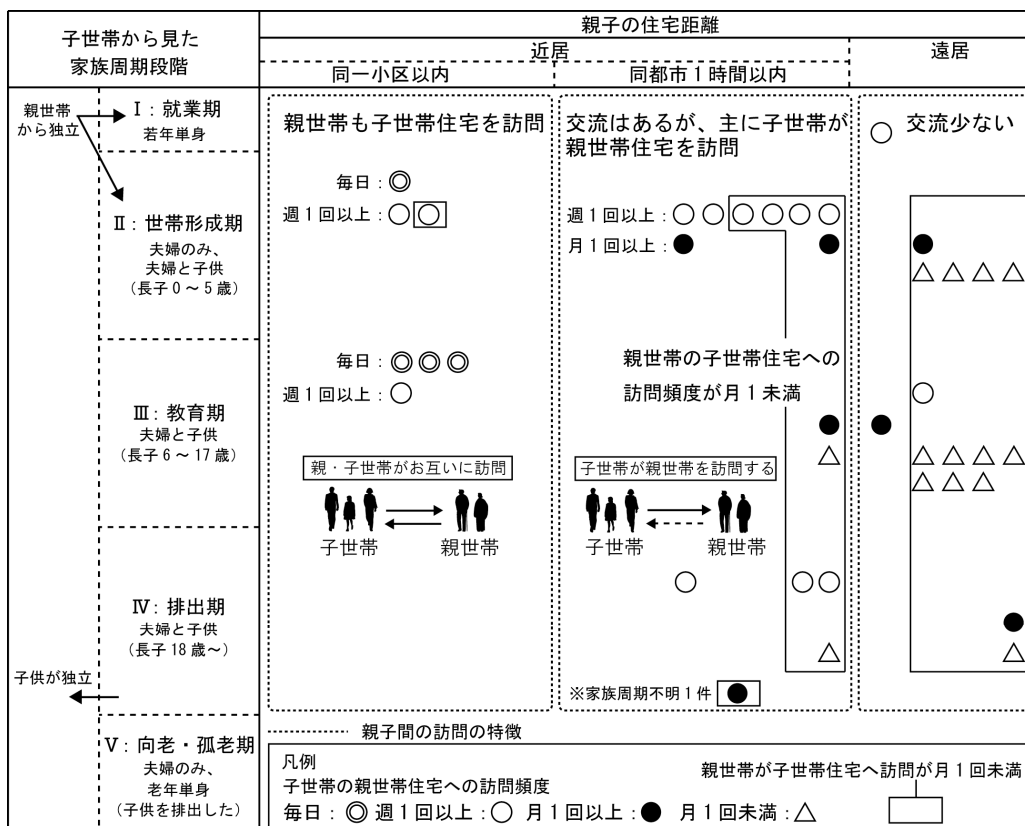 子世帯から見た
家族周期段階
親子の住宅距離
近居
遠居
同一小区以内
同都市1時間以内
親世帯
から独立
Ⅰ：就業期
若年単身
Ⅱ：世帯形成期
夫婦のみ、
夫婦と子供
（長子0～5歳）
Ⅲ：教育期
夫婦と子供
（長子6～17歳）
Ⅳ：排出期
夫婦と子供
（長子18歳～）
子供が独立
Ⅴ：向老・孤老期
夫婦のみ、
老年単身
（子供を排出した）
親世帯も子世帯住宅を訪問
毎日：◎
週1回以上：○○
毎日：◎◎◎
週1回以上：○
親・子世帯がお互いに訪問
子世帯
親世帯
交流はあるが、主に子世帯が
親世帯住宅を訪問
週1回以上：○○○○○○
月1回以上：●●
親世帯の子世帯住宅への
訪問頻度が月1未満
●
△
子世帯が親世帯を訪問する
子世帯
親世帯
○○○
△
※家族周期不明1件●
○
交流少ない
●
△△△△
○
●
△△△△
△△△
●
△
親子間の訪問の特徴
凡例
子世帯の親世帯住宅への訪問頻度
毎日：◎ 週1回以上：○ 月1回以上：● 月1回未満：△
親世帯が子世帯住宅へ訪問が月1回未満